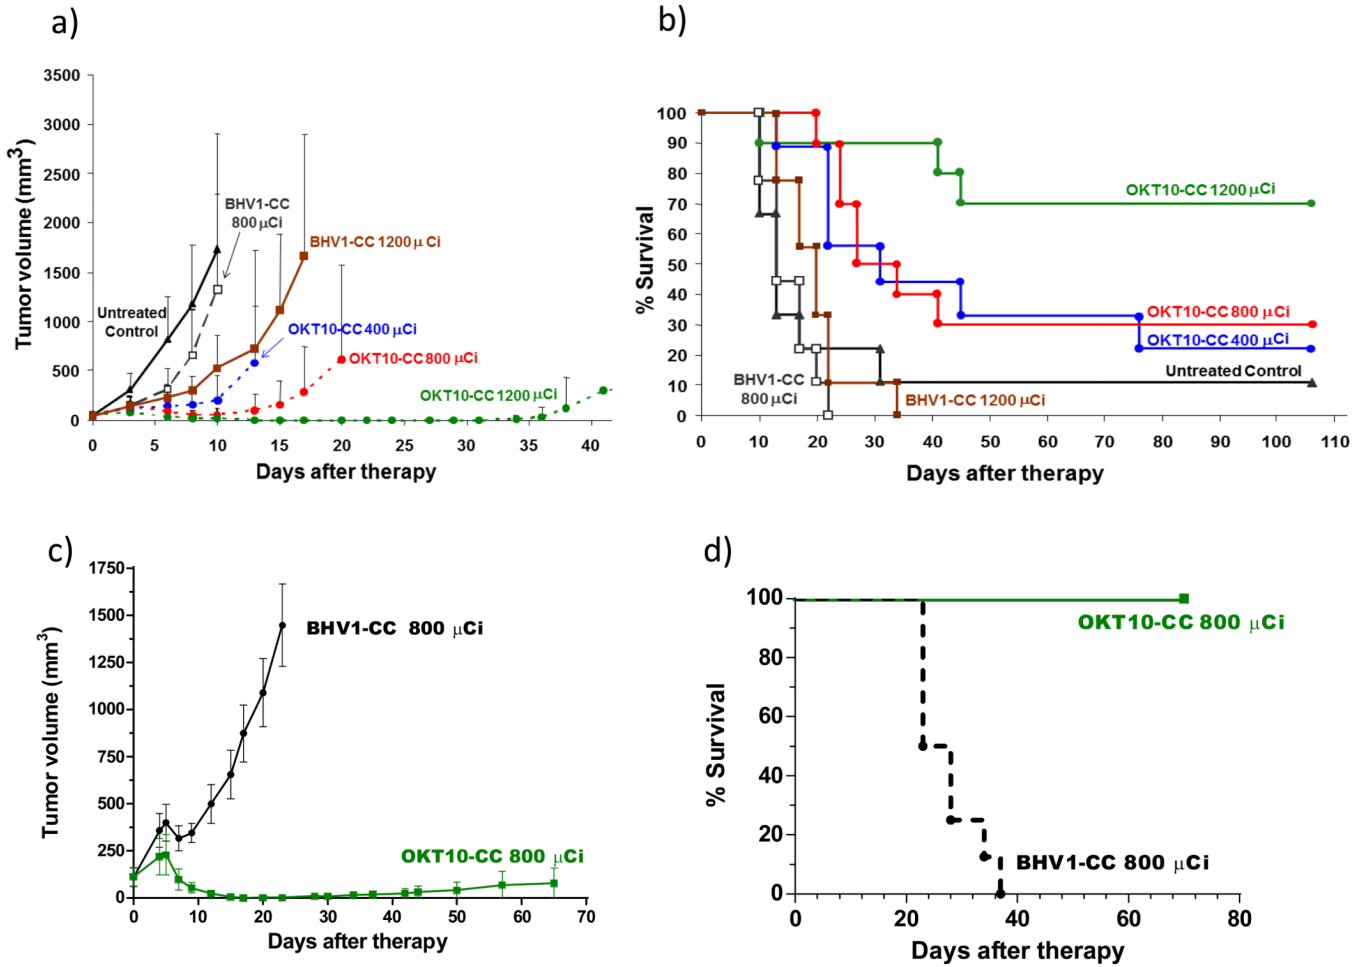 a)
Tumor volume (mm3)
3500
3000
2500
2000
1500
1000
500
0
BHV1-CC
800 μCi
BHV1-CC 1200 μ Ci
Untreated
Control
OKT10-CC 400 μCi
OKT10-CC 800 μCi
OKT10-CC 1200 μCi
0 5 10 15 20 25 30 35 40
Days after therapy
b)
% Survival
100
90
80
70
60
50
40
30
20
10
0
OKT10-CC 1200 μCi
OKT10-CC 800 μCi
OKT10-CC 400 μCi
Untreated Control
BHV1-CC
800 μCi
BHV1-CC 1200 μCi
0 10 20 30 40 50 60 70 80 90 100 110
Days after therapy
c)
Tumor volume (mm3)
1750
1500
1250
1000
750
500
250
0
BHV1-CC 800 μCi
OKT10-CC 800 μCi
0 10 20 30 40 50 60 70
Days after therapy
d)
% Survival
100
80
60
40
20
0
OKT10-CC 800 μCi
BHV1-CC 800 μCi
0 20 40 60 80
Days after therapy